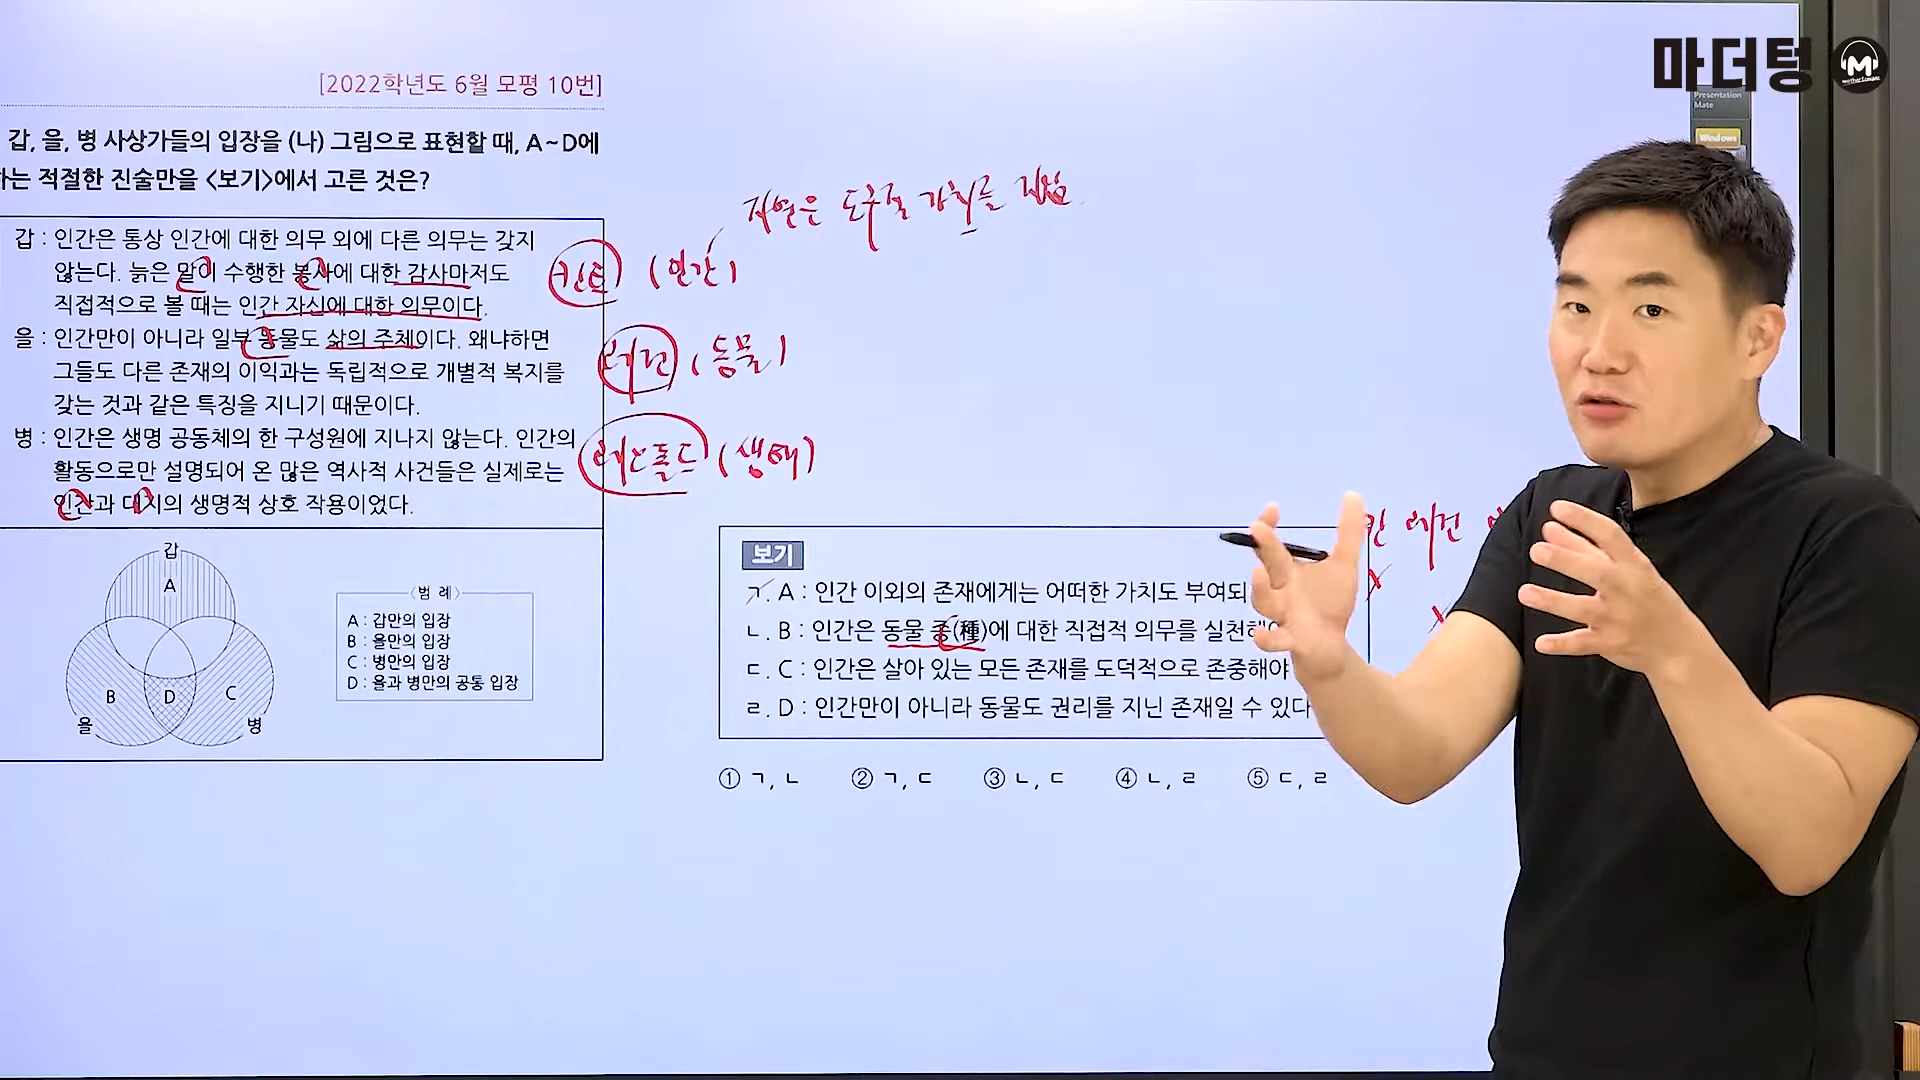 마더텅
M
Presentation
Mate
Windows
[2022학년도 6월 모평 10번]
갑, 을, 병 사상가들의 입장을 (나) 그림으로 표현할 때, A~D에
하는 적절한 진술만을 <보기>에서 고른 것은?
갑 : 인간은 통상 인간에 대한 의무 외에 다른 의무는 갖지
않는다. 늙은 말이 수행한 봉사에 대한 감사마저도
직접적으로 볼 때는 인간 자신에 대한 의무이다.
을 : 인간만이 아니라 일부 동물도 삶의 주체이다. 왜냐하면
그들도 다른 존재의 이익과는 독립적으로 개별적 복지를
갖는 것과 같은 특징을 지니기 때문이다.
병 : 인간은 생명 공동체의 한 구성원에 지나지 않는다. 인간의
활동으로만 설명되어 온 많은 역사적 사건들은 실제로는
인간과 대지의 생명적 상호 작용이었다.
자연은 도구적 가치를 지님
칸트 (인간)
레건 (동물)
레오폴드 (생태)
갑
A
B
D
C
을
병
<범 례>
A : 갑만의 입장
B : 을만의 입장
C : 병만의 입장
D : 을과 병만의 공통 입장
칸 레건
보기
ㄱ. A : 인간 이외의 존재에게는 어떠한 가치도 부여되
ㄴ. B : 인간은 동물 종(種)에 대한 직접적 의무를 실천해야
ㄷ. C : 인간은 살아 있는 모든 존재를 도덕적으로 존중해야
ㄹ. D : 인간만이 아니라 동물도 권리를 지닌 존재일 수 있다
① ㄱ, ㄴ ② ㄱ, ㄷ ③ ㄴ, ㄷ ④ ㄴ, ㄹ ⑤ ㄷ, ㄹ